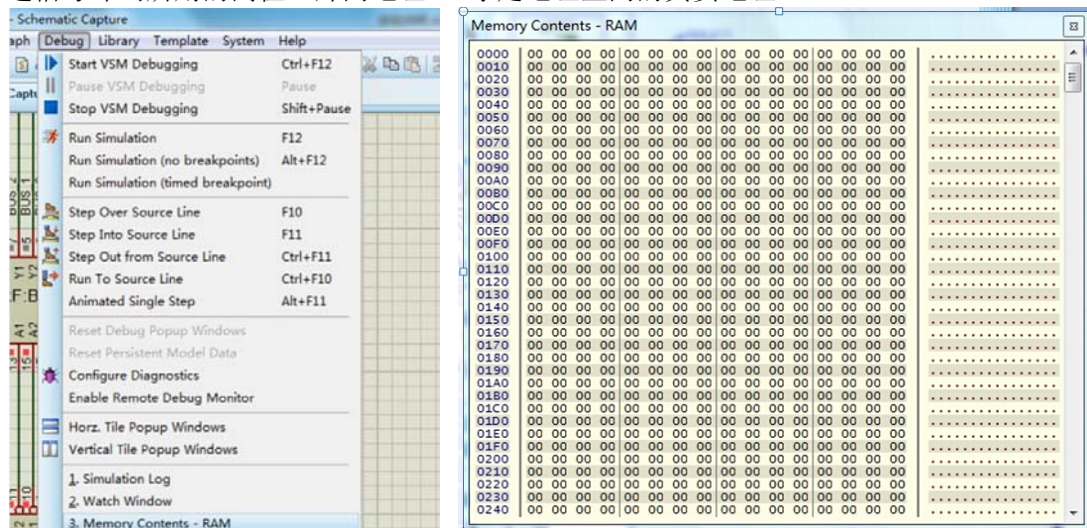 - Schematic Capture
aph Debug Library Template System Help
Start VSM Debugging Ctrl+F12
Pause VSM Debugging Pause
Stop VSM Debugging Shift+Pause
Run Simulation F12
Run Simulation (no breakpoints) Alt+F12
Run Simulation (timed breakpoint)
Step Over Source Line F10
Step Into Source Line F11
Step Out from Source Line Ctrl+F11
Run To Source Line Ctrl+F10
Animated Single Step Alt+F11
Reset Debug Popup Windows
Reset Persistent Model Data
Configure Diagnostics
Enable Remote Debug Monitor
Horz. Tile Popup Windows
Vertical Tile Popup Windows
1. Simulation Log
2. Watch Window
3. Memory Contents - RAM
Capt
BUS 2
BUS 1
Y1
Y2
F:B
A1
A2
Memory Contents - RAM
0000 00 00 00 00 00 00 00 00 00 00 00 00 00 00 00 00 ................
0010 00 00 00 00 00 00 00 00 00 00 00 00 00 00 00 00 ................
0020 00 00 00 00 00 00 00 00 00 00 00 00 00 00 00 00 ................
0030 00 00 00 00 00 00 00 00 00 00 00 00 00 00 00 00 ................
0040 00 00 00 00 00 00 00 00 00 00 00 00 00 00 00 00 ................
0050 00 00 00 00 00 00 00 00 00 00 00 00 00 00 00 00 ................
0060 00 00 00 00 00 00 00 00 00 00 00 00 00 00 00 00 ................
0070 00 00 00 00 00 00 00 00 00 00 00 00 00 00 00 00 ................
0080 00 00 00 00 00 00 00 00 00 00 00 00 00 00 00 00 ................
0090 00 00 00 00 00 00 00 00 00 00 00 00 00 00 00 00 ................
00A0 00 00 00 00 00 00 00 00 00 00 00 00 00 00 00 00 ................
00B0 00 00 00 00 00 00 00 00 00 00 00 00 00 00 00 00 ................
00C0 00 00 00 00 00 00 00 00 00 00 00 00 00 00 00 00 ................
00D0 00 00 00 00 00 00 00 00 00 00 00 00 00 00 00 00 ................
00E0 00 00 00 00 00 00 00 00 00 00 00 00 00 00 00 00 ................
00F0 00 00 00 00 00 00 00 00 00 00 00 00 00 00 00 00 ................
0100 00 00 00 00 00 00 00 00 00 00 00 00 00 00 00 00 ................
0110 00 00 00 00 00 00 00 00 00 00 00 00 00 00 00 00 ................
0120 00 00 00 00 00 00 00 00 00 00 00 00 00 00 00 00 ................
0130 00 00 00 00 00 00 00 00 00 00 00 00 00 00 00 00 ................
0140 00 00 00 00 00 00 00 00 00 00 00 00 00 00 00 00 ................
0150 00 00 00 00 00 00 00 00 00 00 00 00 00 00 00 00 ................
0160 00 00 00 00 00 00 00 00 00 00 00 00 00 00 00 00 ................
0170 00 00 00 00 00 00 00 00 00 00 00 00 00 00 00 00 ................
0180 00 00 00 00 00 00 00 00 00 00 00 00 00 00 00 00 ................
0190 00 00 00 00 00 00 00 00 00 00 00 00 00 00 00 00 ................
01A0 00 00 00 00 00 00 00 00 00 00 00 00 00 00 00 00 ................
01B0 00 00 00 00 00 00 00 00 00 00 00 00 00 00 00 00 ................
01C0 00 00 00 00 00 00 00 00 00 00 00 00 00 00 00 00 ................
01D0 00 00 00 00 00 00 00 00 00 00 00 00 00 00 00 00 ................
01E0 00 00 00 00 00 00 00 00 00 00 00 00 00 00 00 00 ................
01F0 00 00 00 00 00 00 00 00 00 00 00 00 00 00 00 00 ................
0200 00 00 00 00 00 00 00 00 00 00 00 00 00 00 00 00 ................
0210 00 00 00 00 00 00 00 00 00 00 00 00 00 00 00 00 ................
0220 00 00 00 00 00 00 00 00 00 00 00 00 00 00 00 00 ................
0230 00 00 00 00 00 00 00 00 00 00 00 00 00 00 00 00 ................
0240 00 00 00 00 00 00 00 00 00 00 00 00 00 00 00 00 ................